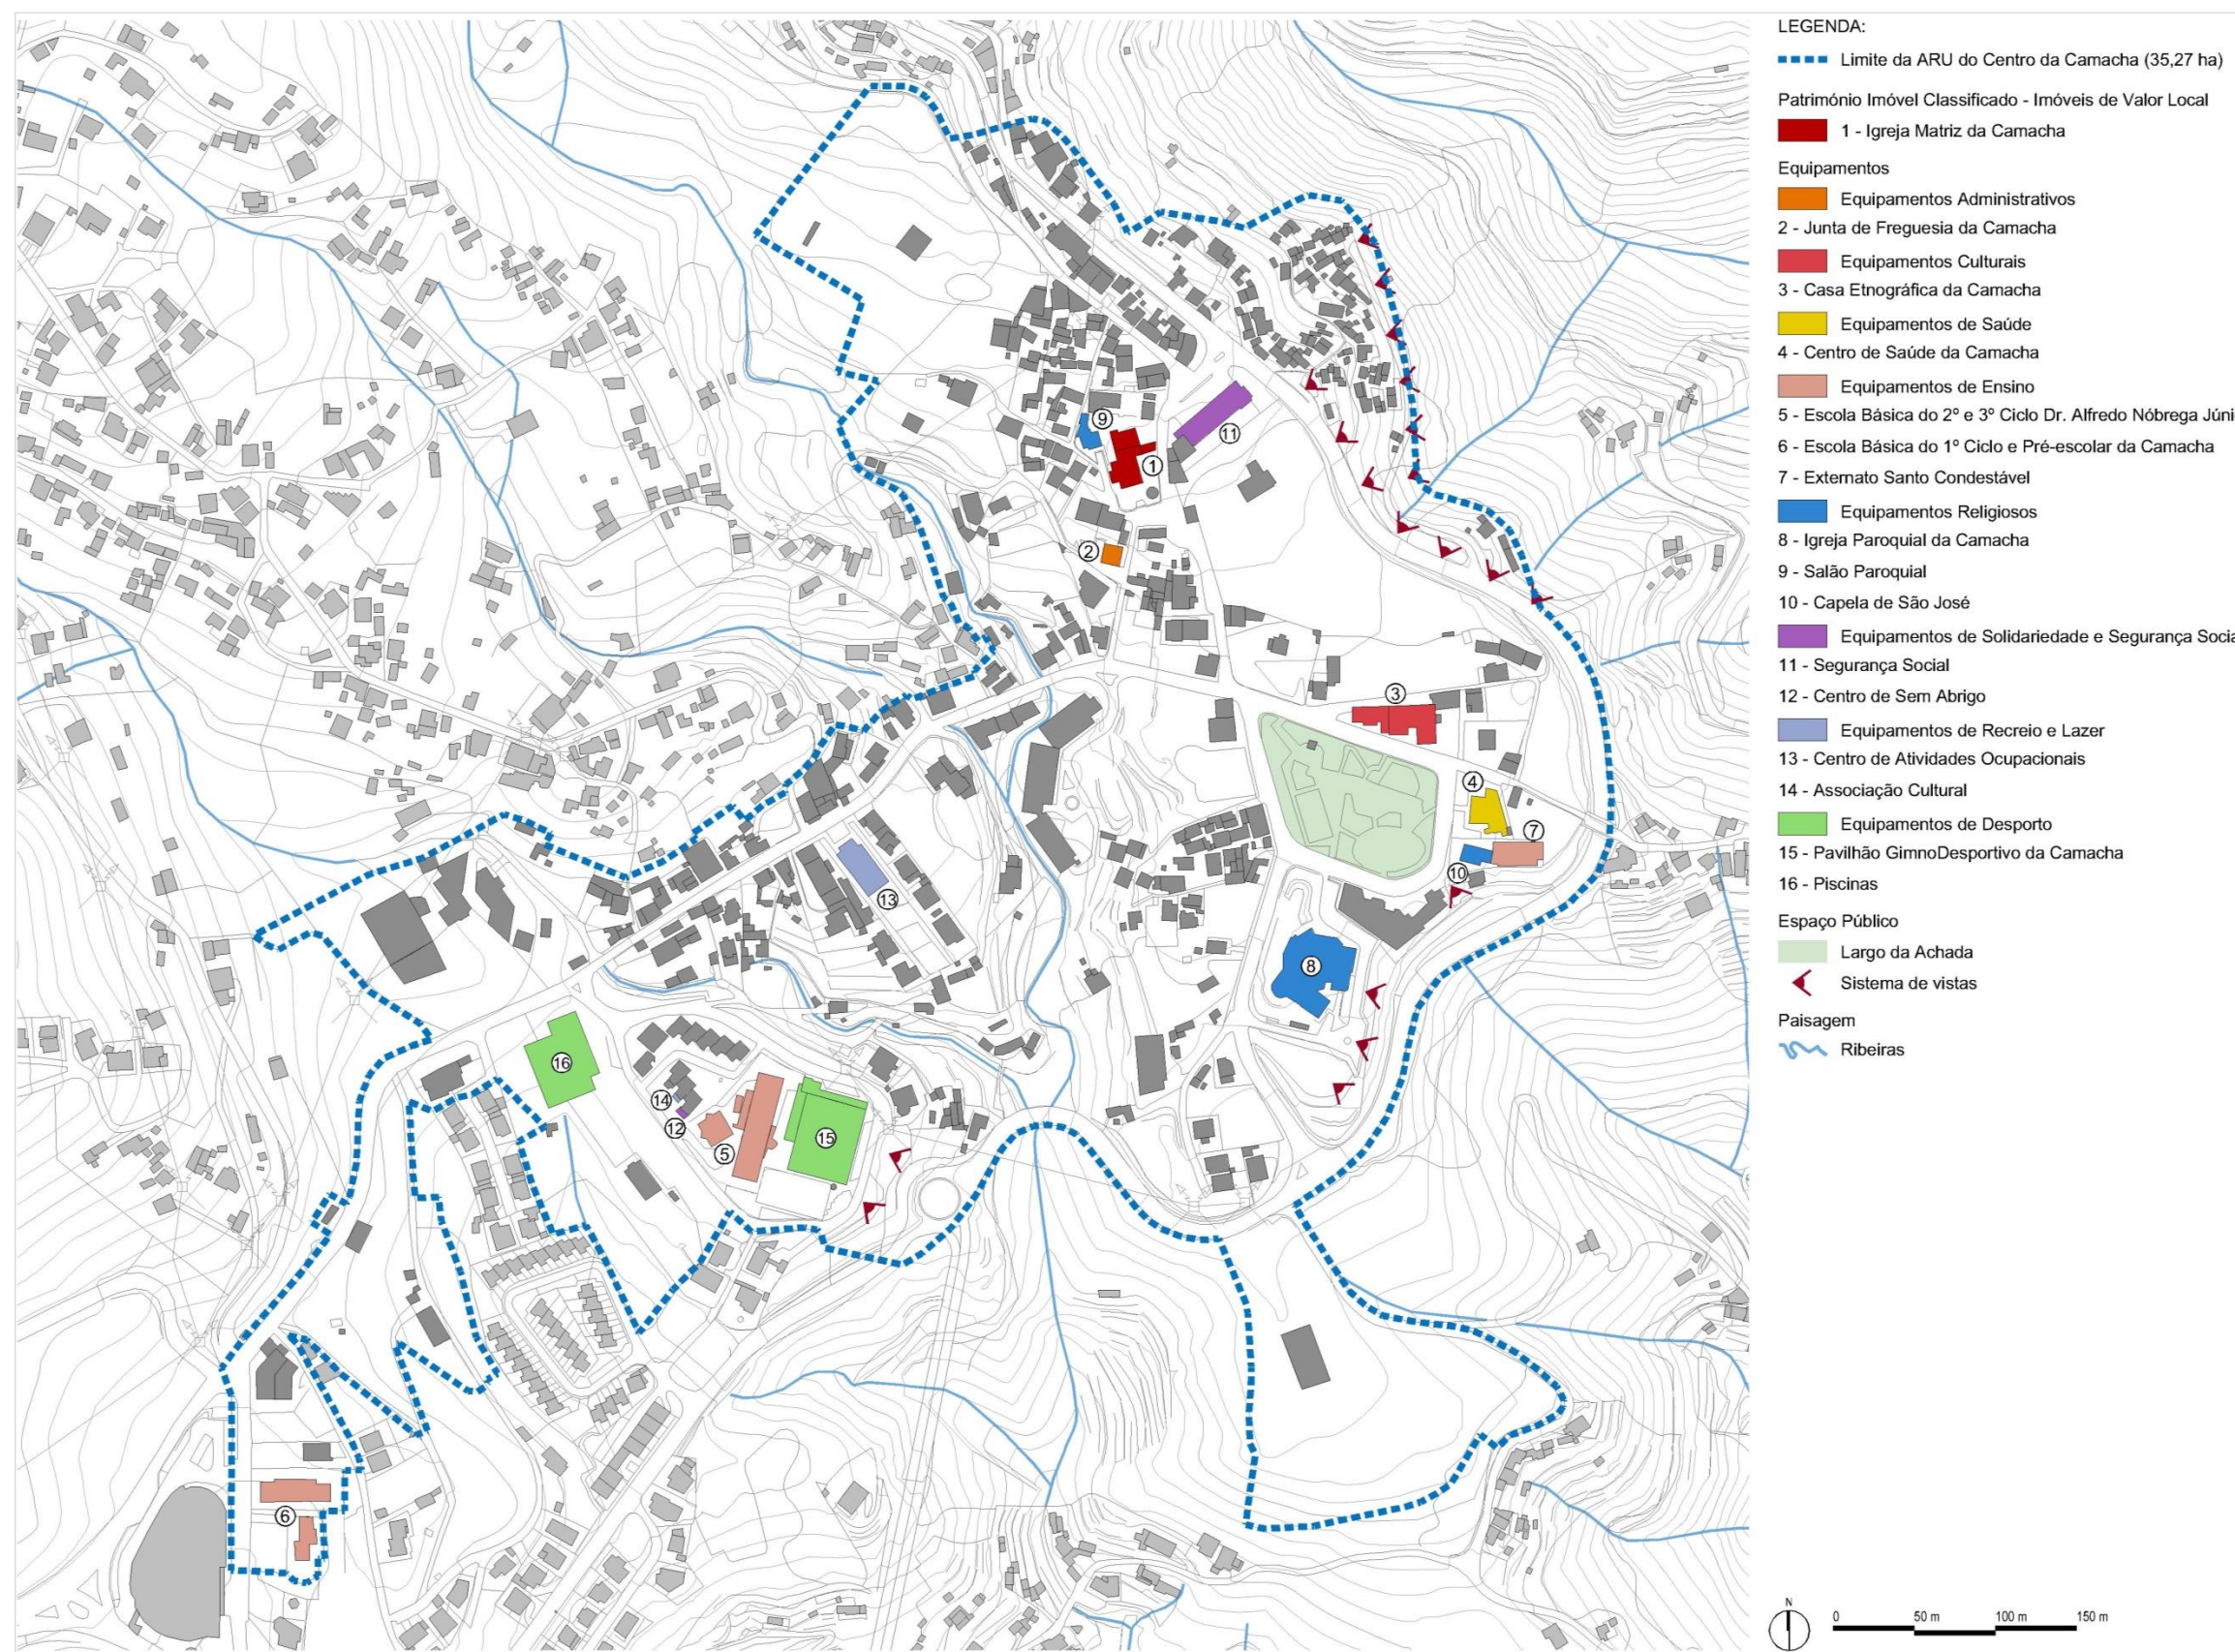 LEGENDA:
Limite da ARU do Centro da Camacha (35,27 ha)
Património Imóvel Classificado - Imóveis de Valor Local
1 - Igreja Matriz da Camacha
Equipamentos
Equipamentos Administrativos
2 - Junta de Freguesia da Camacha
Equipamentos Culturais
3 - Casa Etnográfica da Camacha
Equipamentos de Saúde
4 - Centro de Saúde da Camacha
Equipamentos de Ensino
5 - Escola Básica do 2º e 3º Ciclo Dr. Alfredo Nóbrega Júni
6 - Escola Básica do 1º Ciclo e Pré-escolar da Camacha
7 - Externato Santo Condestável
Equipamentos Religiosos
8 - Igreja Paroquial da Camacha
9 - Salão Paroquial
10 - Capela de São José
Equipamentos de Solidariedade e Segurança Socia
11 - Segurança Social
12 - Centro de Sem Abrigo
Equipamentos de Recreio e Lazer
13 - Centro de Atividades Ocupacionais
14 - Associação Cultural
Equipamentos de Desporto
15 - Pavilhão GimnoDesportivo da Camacha
16 - Piscinas
Espaço Público
Largo da Achada
Sistema de vistas
Paisagem
Ribeiras
N
0 50 m 100 m 150 m
9
11
1
2
3
4
7
10
13
8
16
14
12
5
15
6